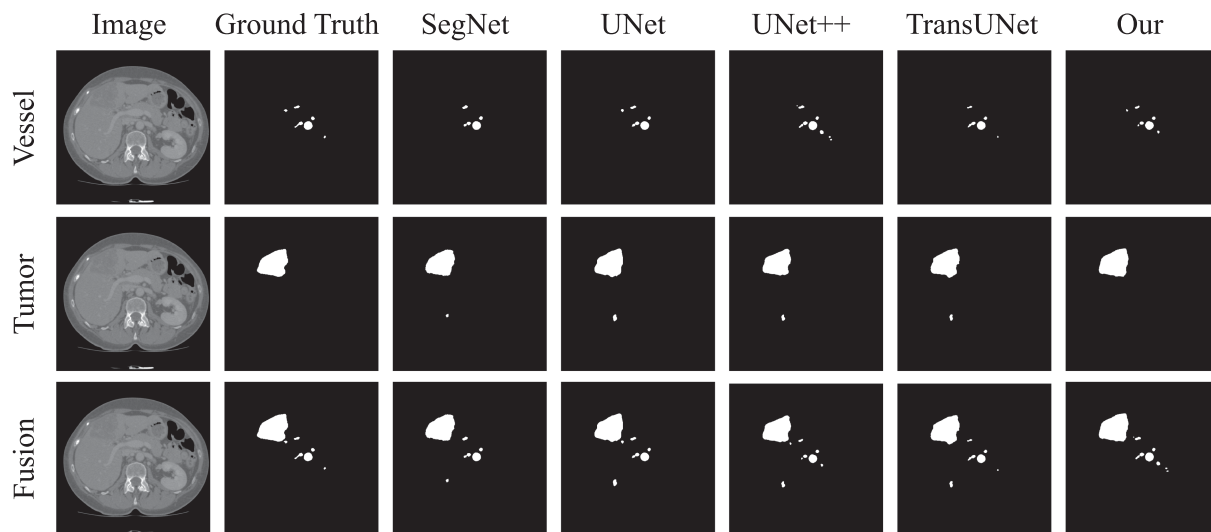 Image Ground Truth SegNet UNet UNet++ TransUNet Our
Vessel
Tumor
Fusion